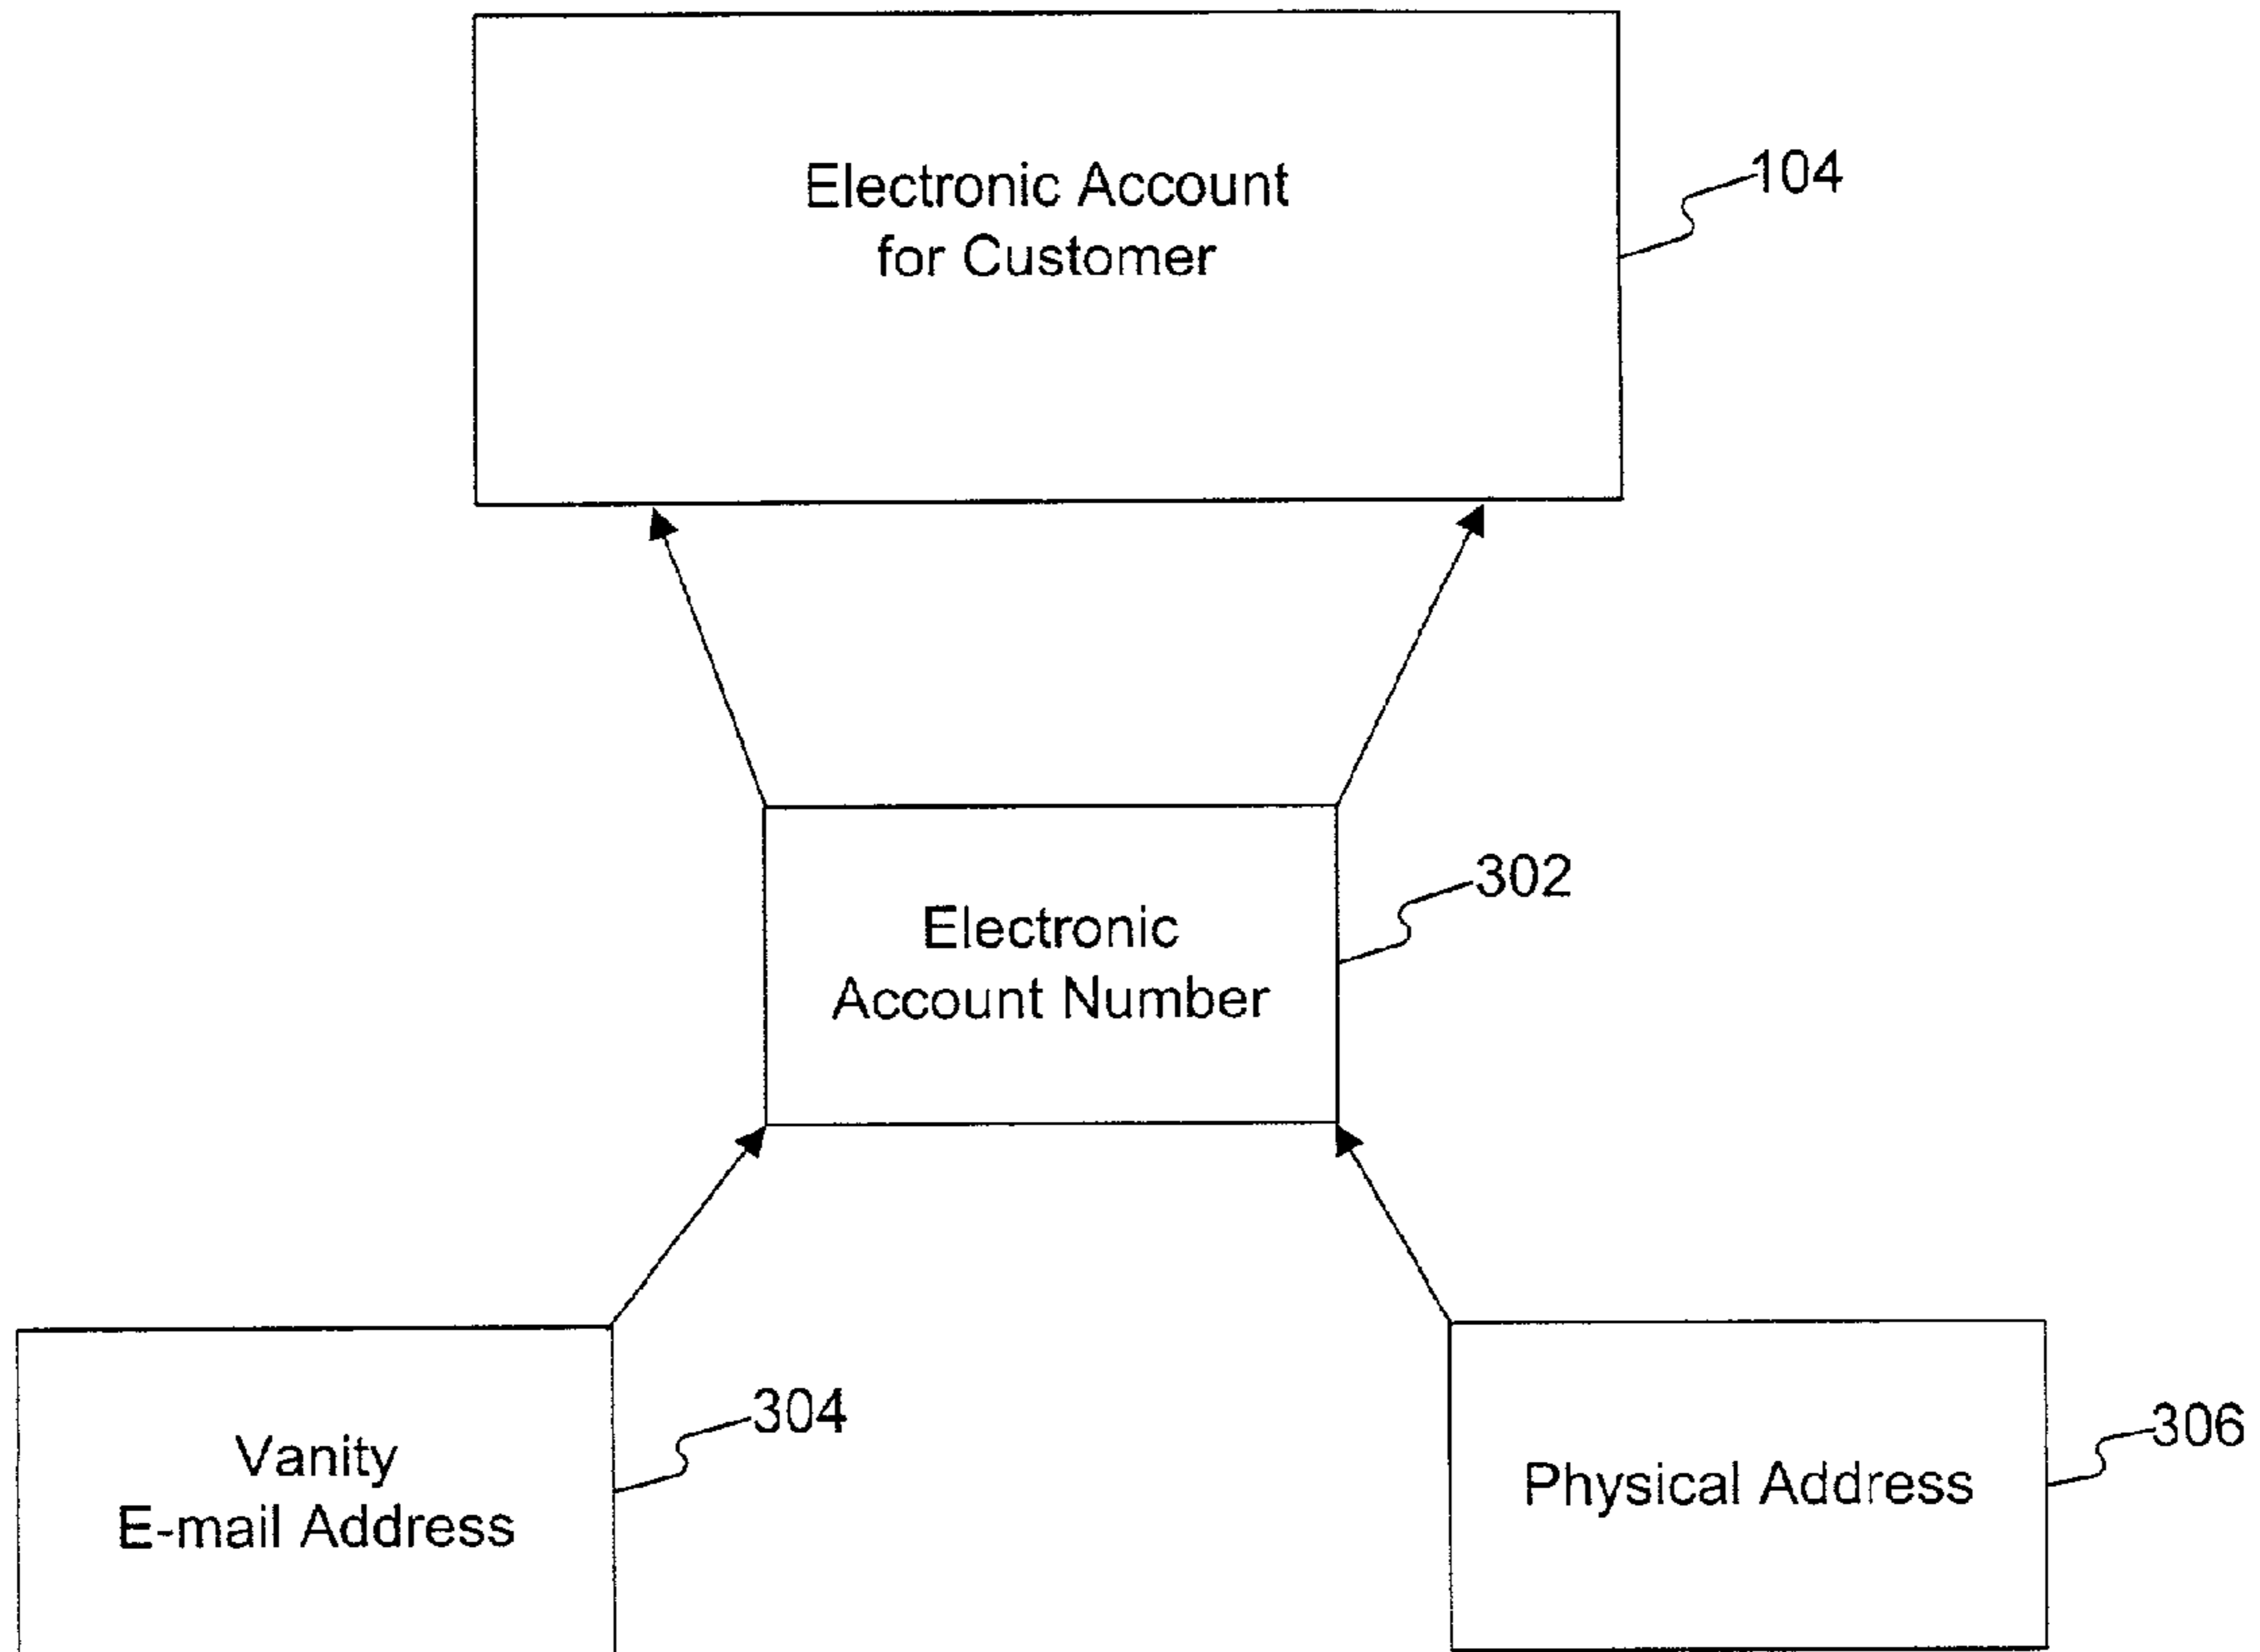 Electronic Account
for Customer
104
Electronic
Account Number
302
Vanity
E-mail Address
304
Physical Address
306